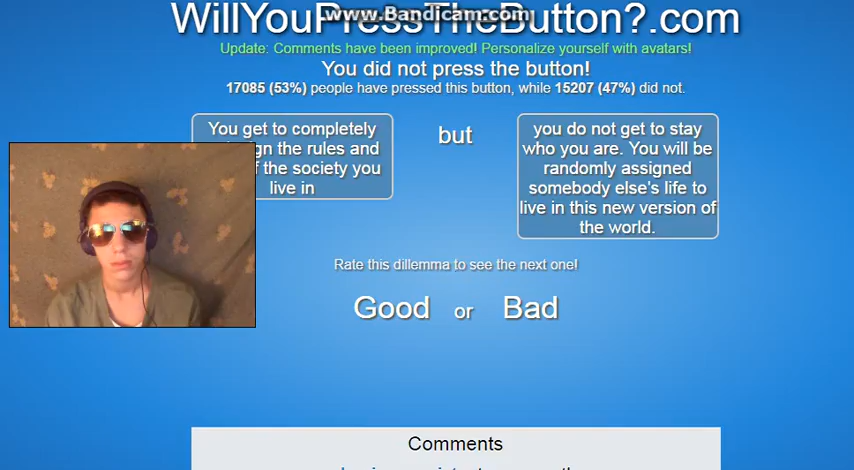 WillYouPressTheButton?.com
www.Bandicam.com
Update: Comments have been improved! Personalize yourself with avatars!
You did not press the button!
17085 (53%) people have pressed this button, while 15207 (47%) did not.
You get to completely
the rules and
the society you
live in
but
you do not get to stay
who you are. You will be
randomly assigned
somebody else's life to
live in this new version of
the world.
Rate this dillemma to see the next one!
Good or Bad
Comments